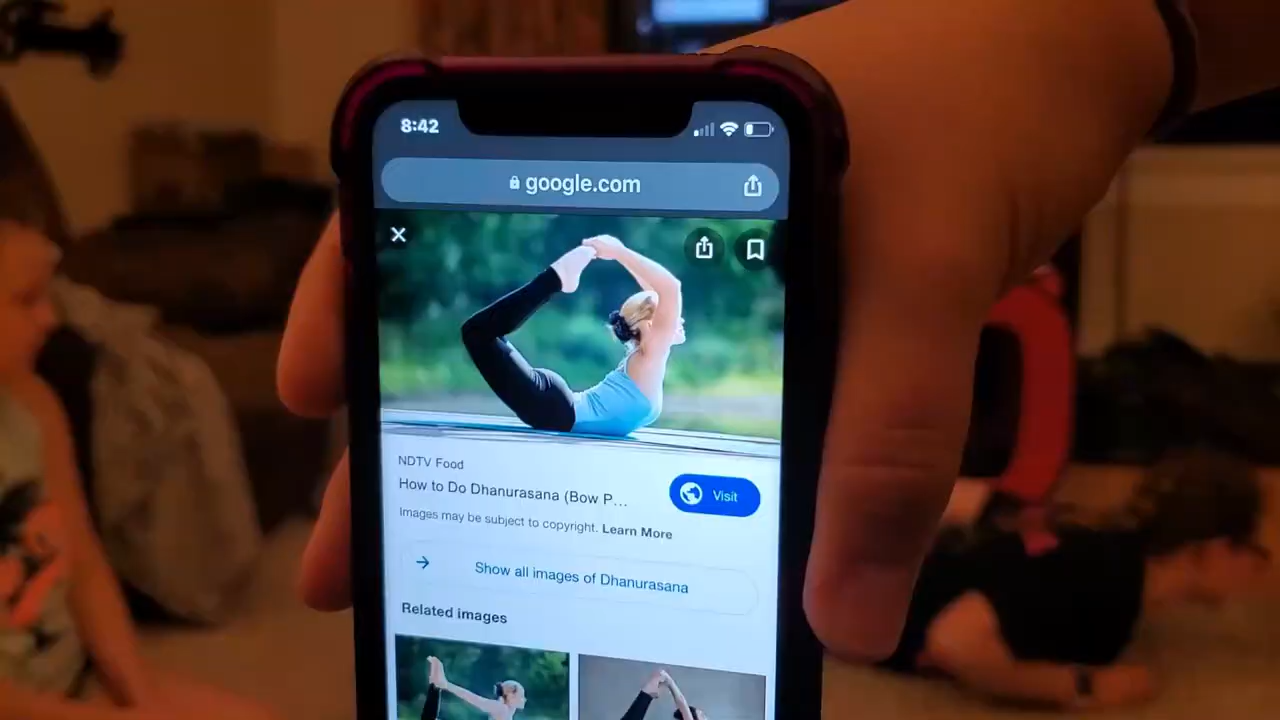 8:42
google.com
NDTV Food
How to Do Dhanurasana (Bow P...
Visit
Images may be subject to copyright. Learn More
Show all images of Dhanurasana
Related images